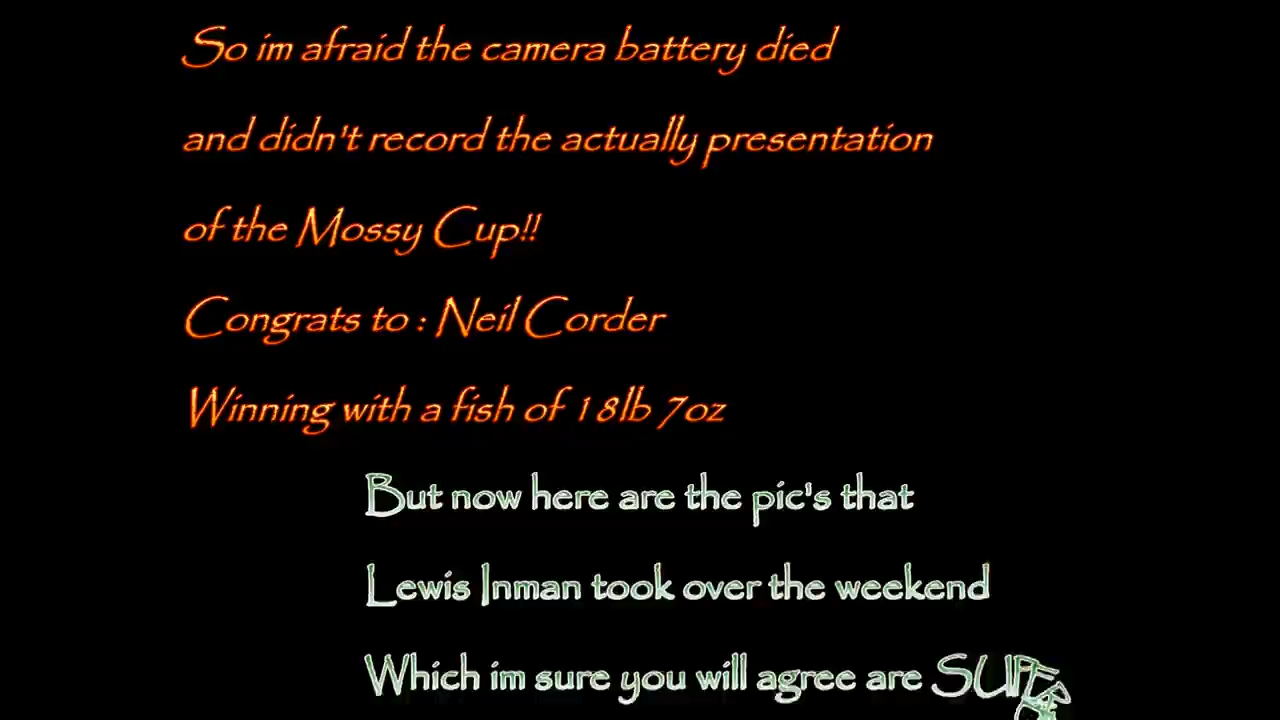 So im afraid the camera battery died
and didn't record the actually presentation
of the Mossy Cup!!
Congrats to : Neil Corder
Winning with a fish of 18lb 7oz
But now here are the pic's that
Lewis Inman took over the weekend
Which im sure you will agree are